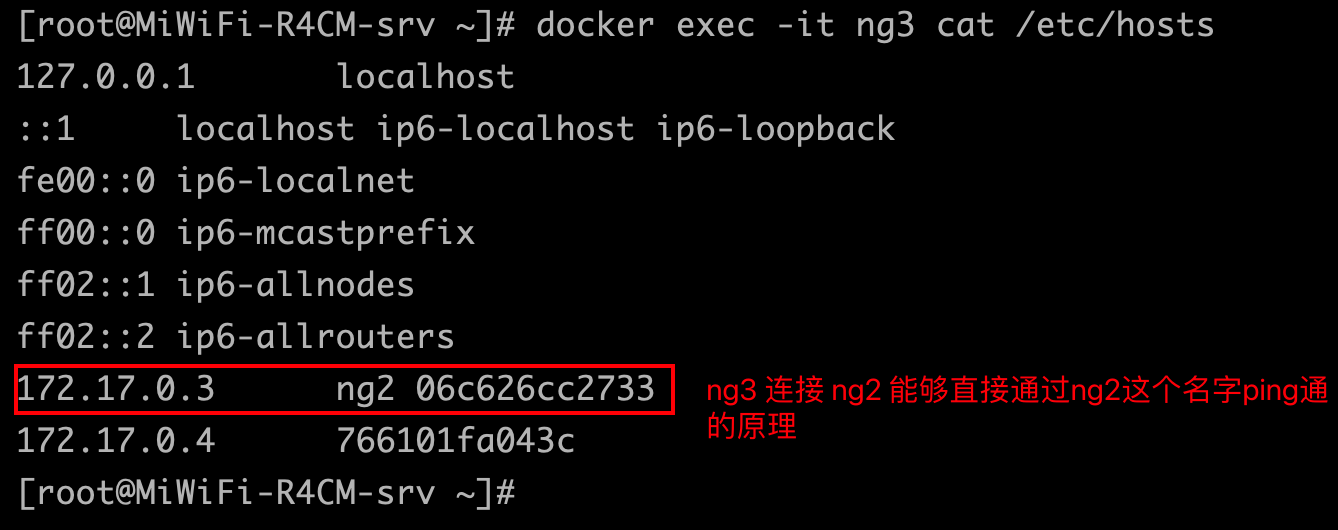 [root@MiWiFi-R4CM-srv ~]# docker exec -it ng3 cat /etc/hosts
127.0.0.1 localhost
::1 localhost ip6-localhost ip6-loopback
fe00::0 ip6-localnet
ff00::0 ip6-mcastprefix
ff02::1 ip6-allnodes
ff02::2 ip6-allrouters
172.17.0.3 ng2 06c626cc2733
ng3 连接 ng2 能够直接通过ng2这个名字ping通
的原理
172.17.0.4 766101fa043c
[root@MiWiFi-R4CM-srv ~]#